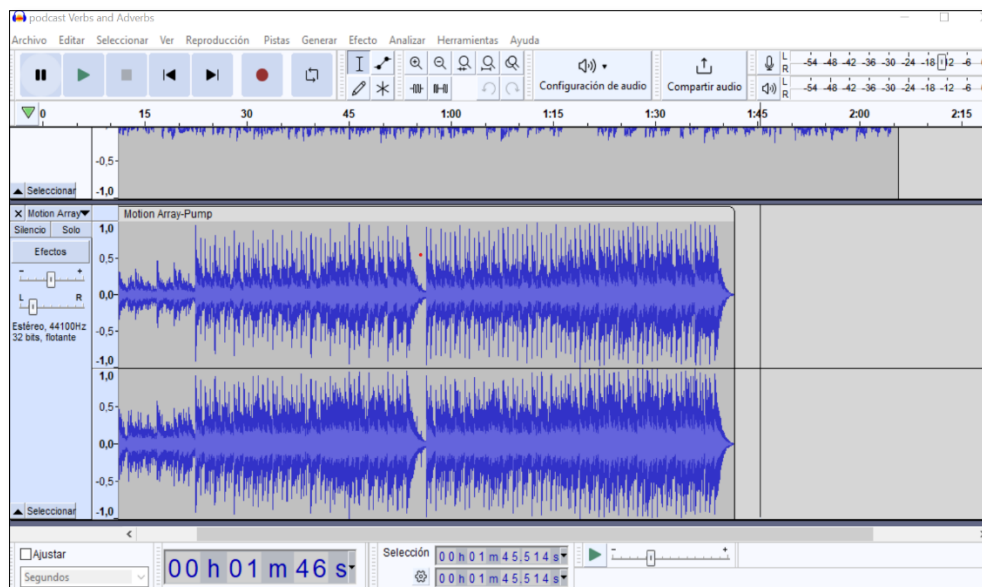 podcast Verbs and Adverbs
Archivo Editar Seleccionar Ver Reproducción Pistas Generar Efecto Analizar Herramientas Ayuda
Configuración de audio
Compartir audio
L R -54 -48 -42 -36 -30 -24 -18 -12 -6
L R -54 -48 -42 -36 -30 -24 -18 -12 -6
0 15 30 45 1:00 1:15 1:30 1:45 2:00 2:15
-0,5
Seleccionar -1,0
Motion Array
Motion Array-Pump
Silencio Solo
Efectos
- +
L R
Estéreo, 44100Hz
32 bits, flotante
1,0
0,5
0,0
-0,5
-1,0
1,0
0,5
0,0
-0,5
-1,0
Seleccionar
Ajustar
Segundos
00 h 01 m 46 s
Selección
00 h 01 m 45.514 s
00 h 01 m 45.514 s
- +